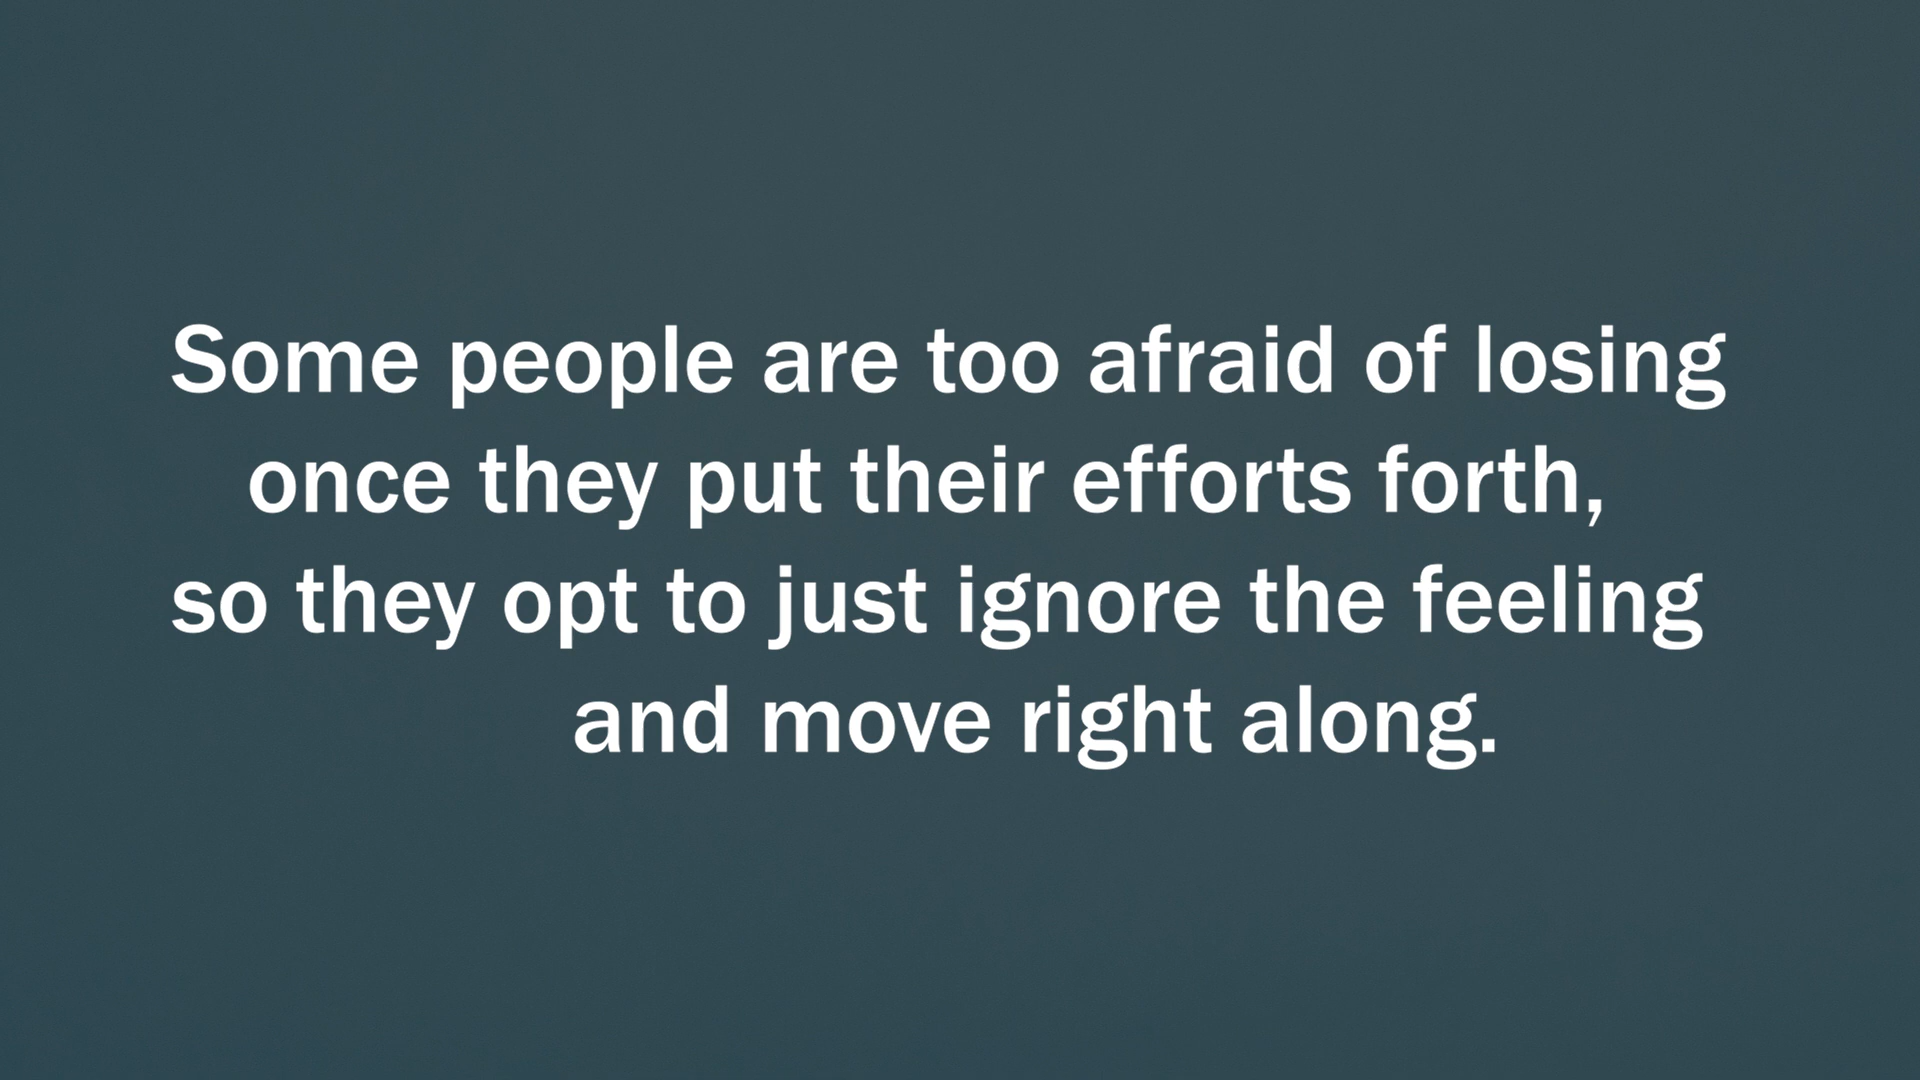 Some people are too afraid of losing
once they put their efforts forth,
so they opt to just ignore the feeling
and move right along.